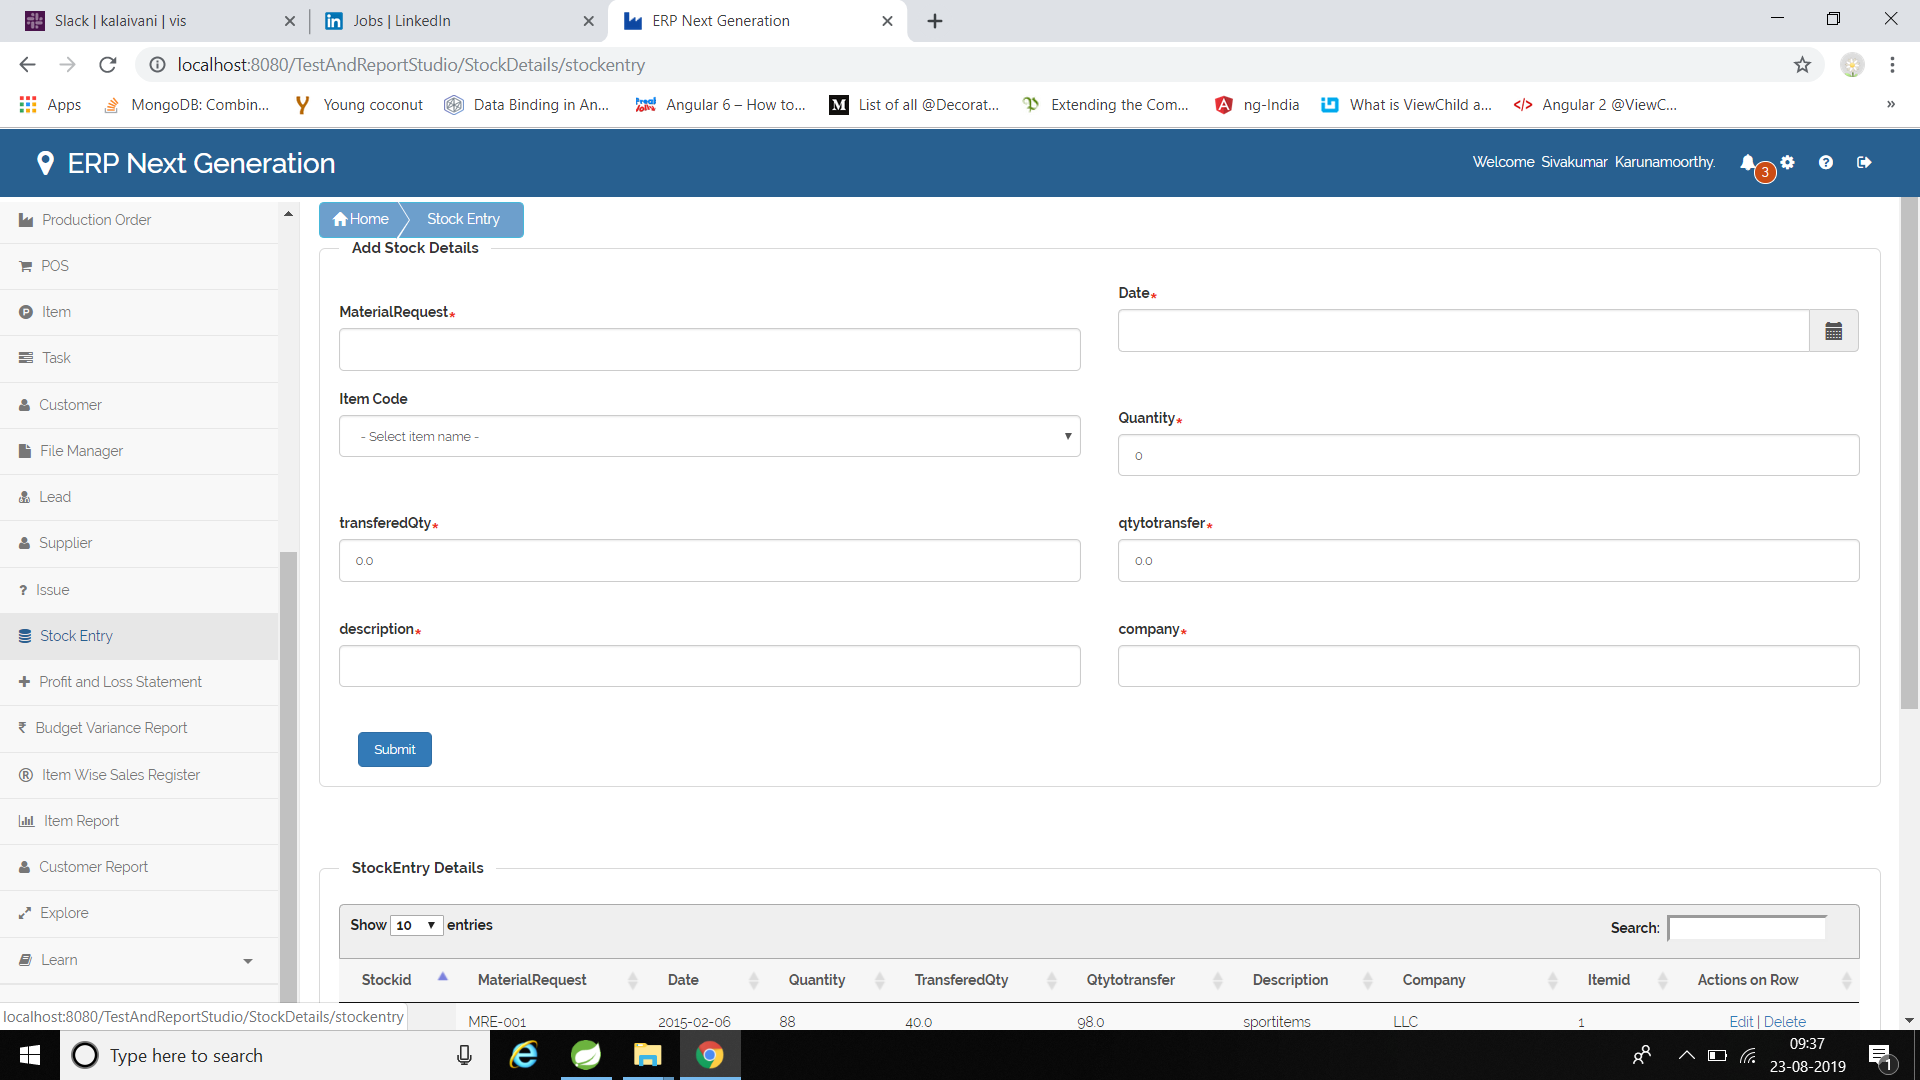 Slack | kalaivani | vis
Jobs | LinkedIn
ERP Next Generation
localhost:8080/TestAndReportStudio/StockDetails/stockentry
Apps
MongoDB: Combin...
Young coconut
Data Binding in An...
Angular 6 – How to...
List of all @Decorat...
Extending the Com...
ng-India
What is ViewChild a...
Angular 2 @ViewC...
»
ERP Next Generation
Welcome Sivakumar Karunamoorthy.
3
Production Order
POS
Item
Task
Customer
File Manager
Lead
Supplier
Issue
Stock Entry
Profit and Loss Statement
Budget Variance Report
Item Wise Sales Register
Item Report
Customer Report
Explore
Learn
Home
Stock Entry
Add Stock Details
MaterialRequest*
Date*
Item Code
- Select item name -
Quantity*
0
transferedQty*
0.0
qtytotransfer*
0.0
description*
company*
Submit
StockEntry Details
Show 10 entries
Search:
Stockid MaterialRequest Date Quantity TransferedQty Qtytotransfer Description Company Itemid Actions on Row
MRE-001 2015-02-06 88 40.0 98.0 sportitems LLC 1 Edit | Delete
localhost:8080/TestAndReportStudio/StockDetails/stockentry
Type here to search
09:37
23-08-2019
1